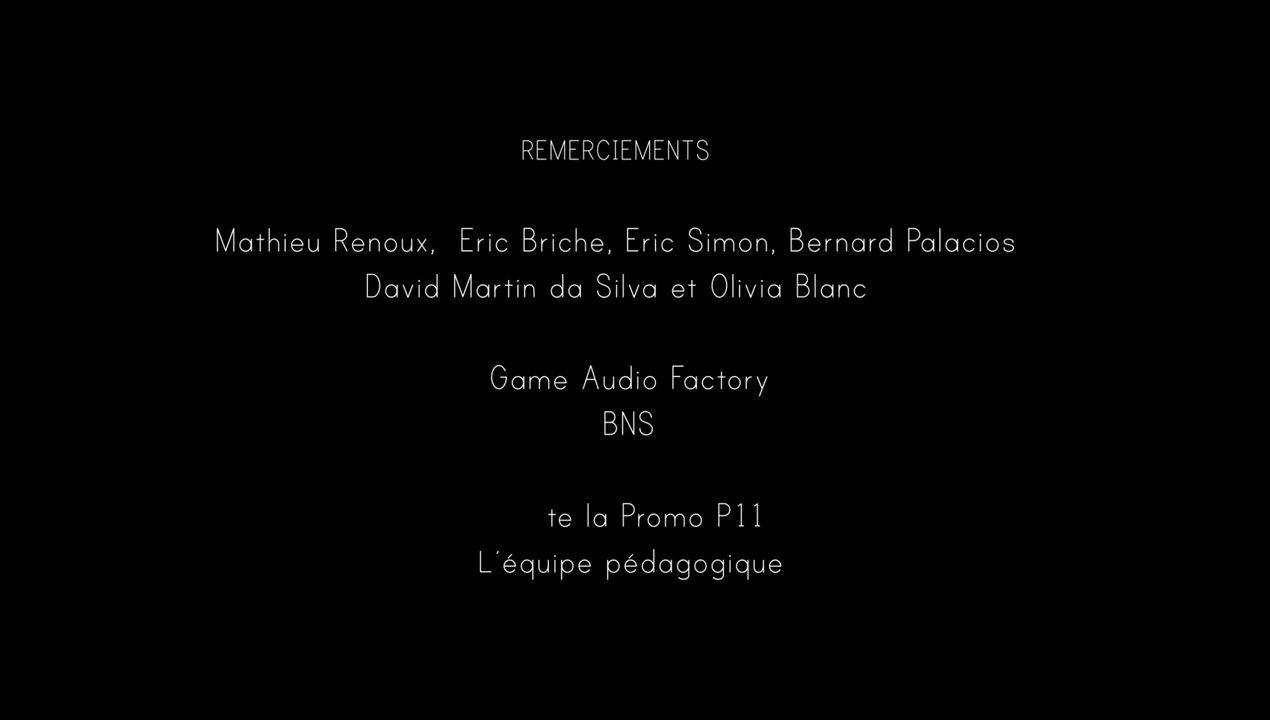 REMERCIEMENTS
Mathieu Renoux, Eric Briche, Eric Simon, Bernard Palacios
David Martin da Silva et Olivia Blanc
Game Audio Factory
BNS
te la Promo P11
L'équipe pédagogique